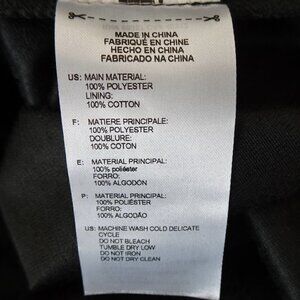 MADE IN CHINA
FABRIQUÉ EN CHINE
HECHO EN CHINA
FABRICADO NA CHINA
US: MAIN MATERIAL:
100% POLYESTER
LINING:
100% COTTON
F: MATIERE PRINCIPALE:
100% POLYESTER
DOUBLURE:
100% COTON
E: MATERIAL PRINCIPAL:
100% poliéster
FORRO:
100% ALGODÓN
P: MATERIAL PRINCIPAL:
100% POLIÉSTER
FORRO:
100% ALGODÃO
US: MACHINE WASH COLD DELICATE
CYCLE
DO NOT BLEACH
TUMBLE DRY LOW
DO NOT IRON
DO NOT DRY CLEAN